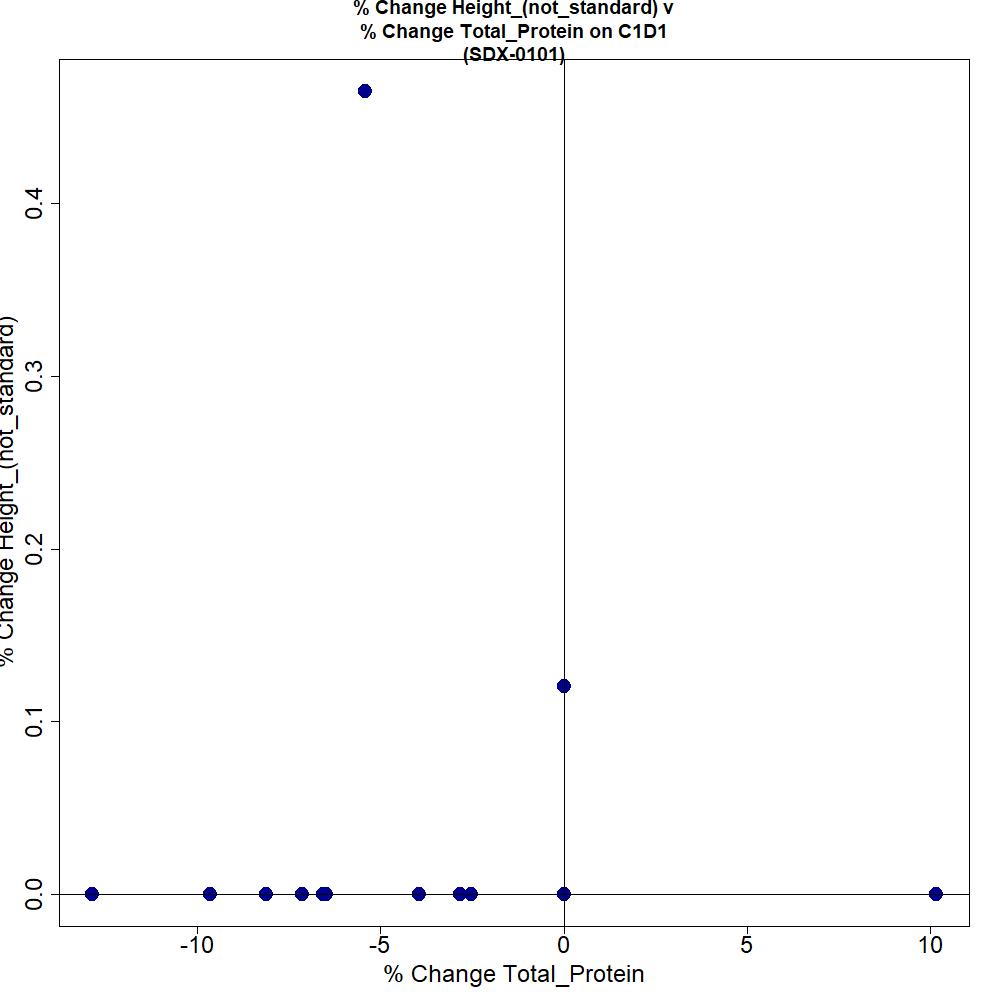 % Change Height_(not_standard) v
% Change Total_Protein on C1D1
(SDX-0101)
% Change Height_(not_standard)
0.4
0.3
0.2
0.1
0.0
-10
-5
0
5
10
% Change Total_Protein